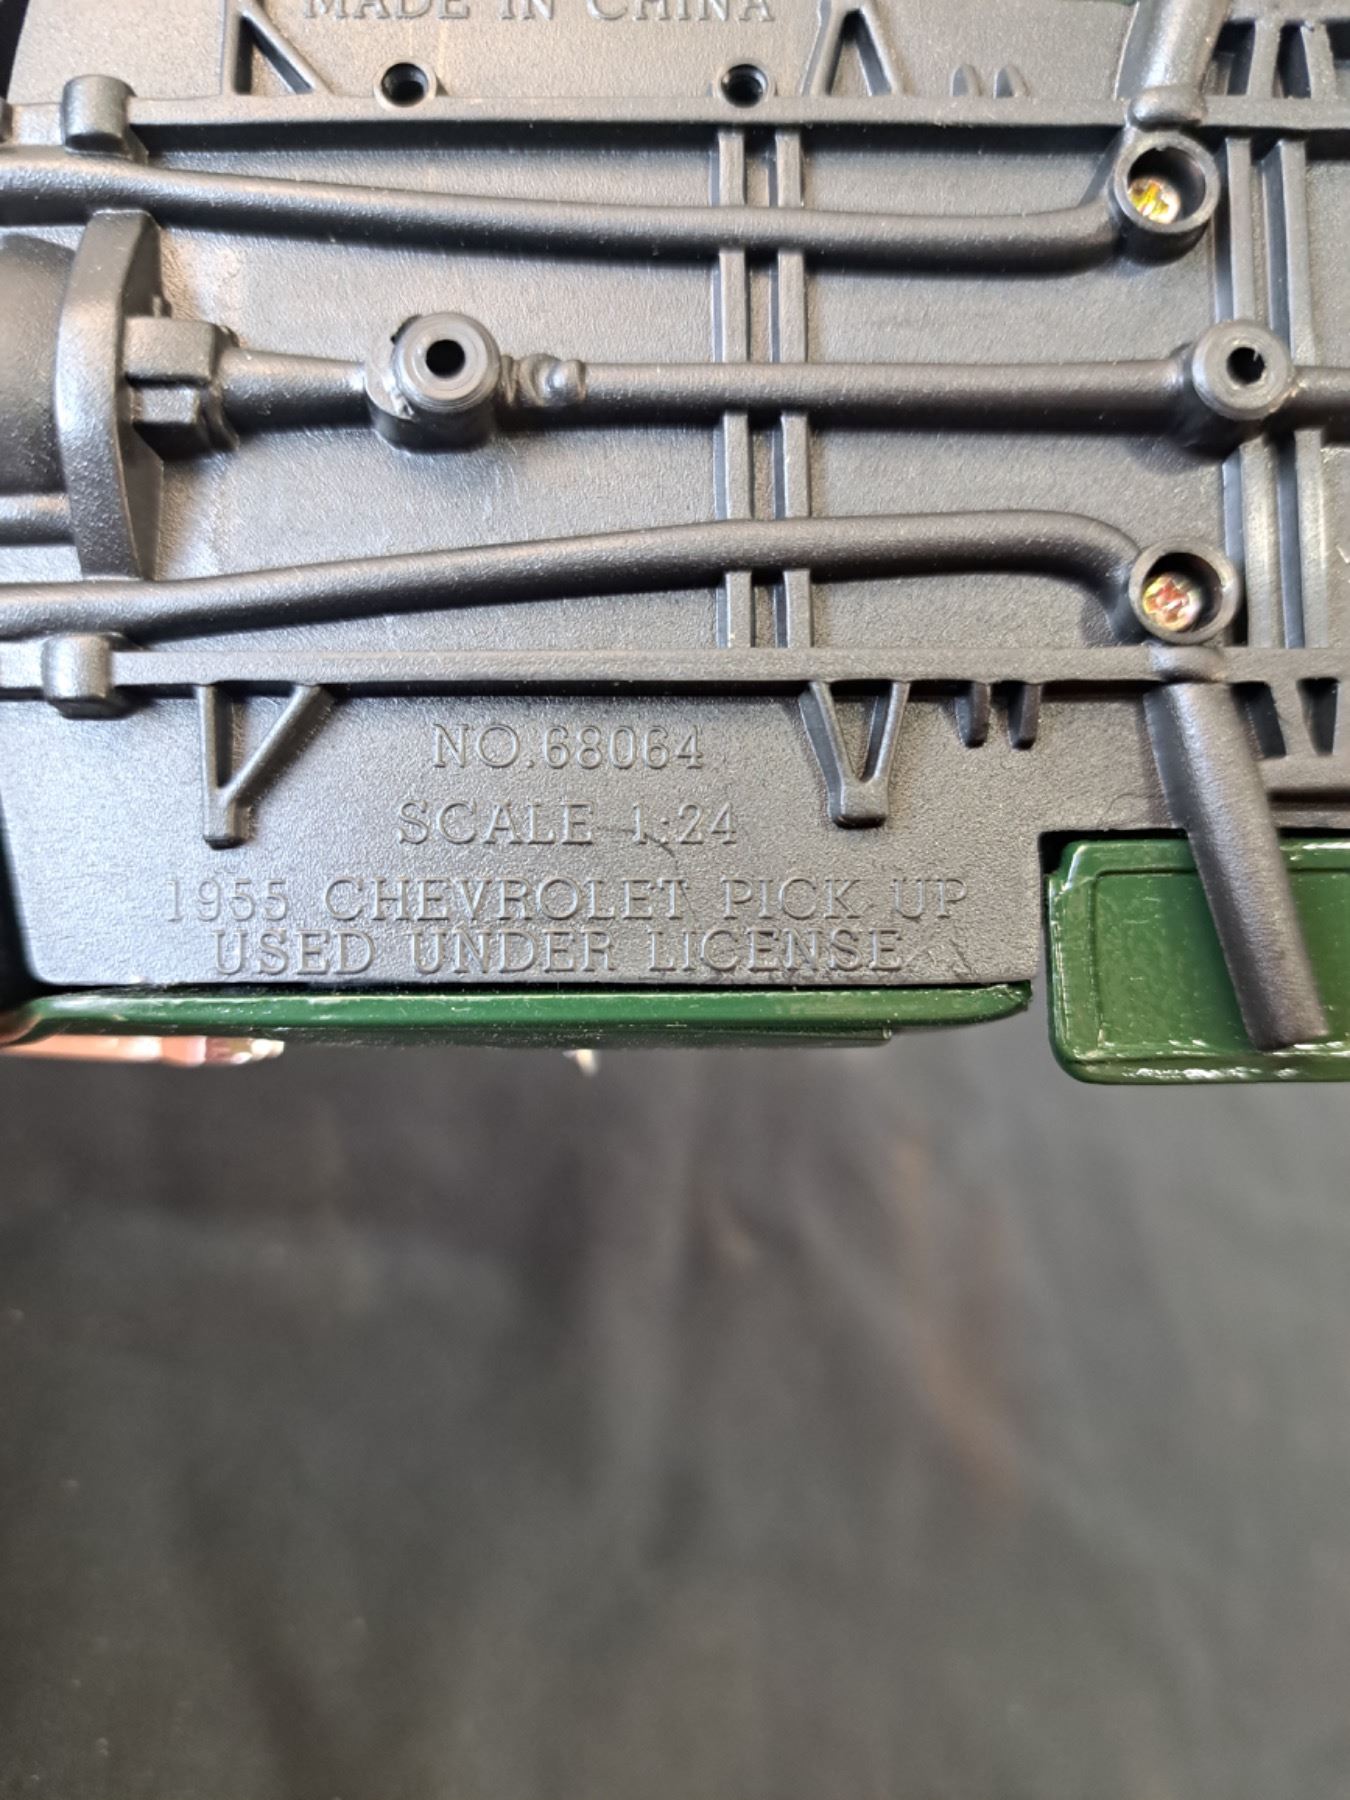 MADE IN CHINA
NO.68064
SCALE 1:24
1955 CHEVROLET PICK UP
USED UNDER LICENSE